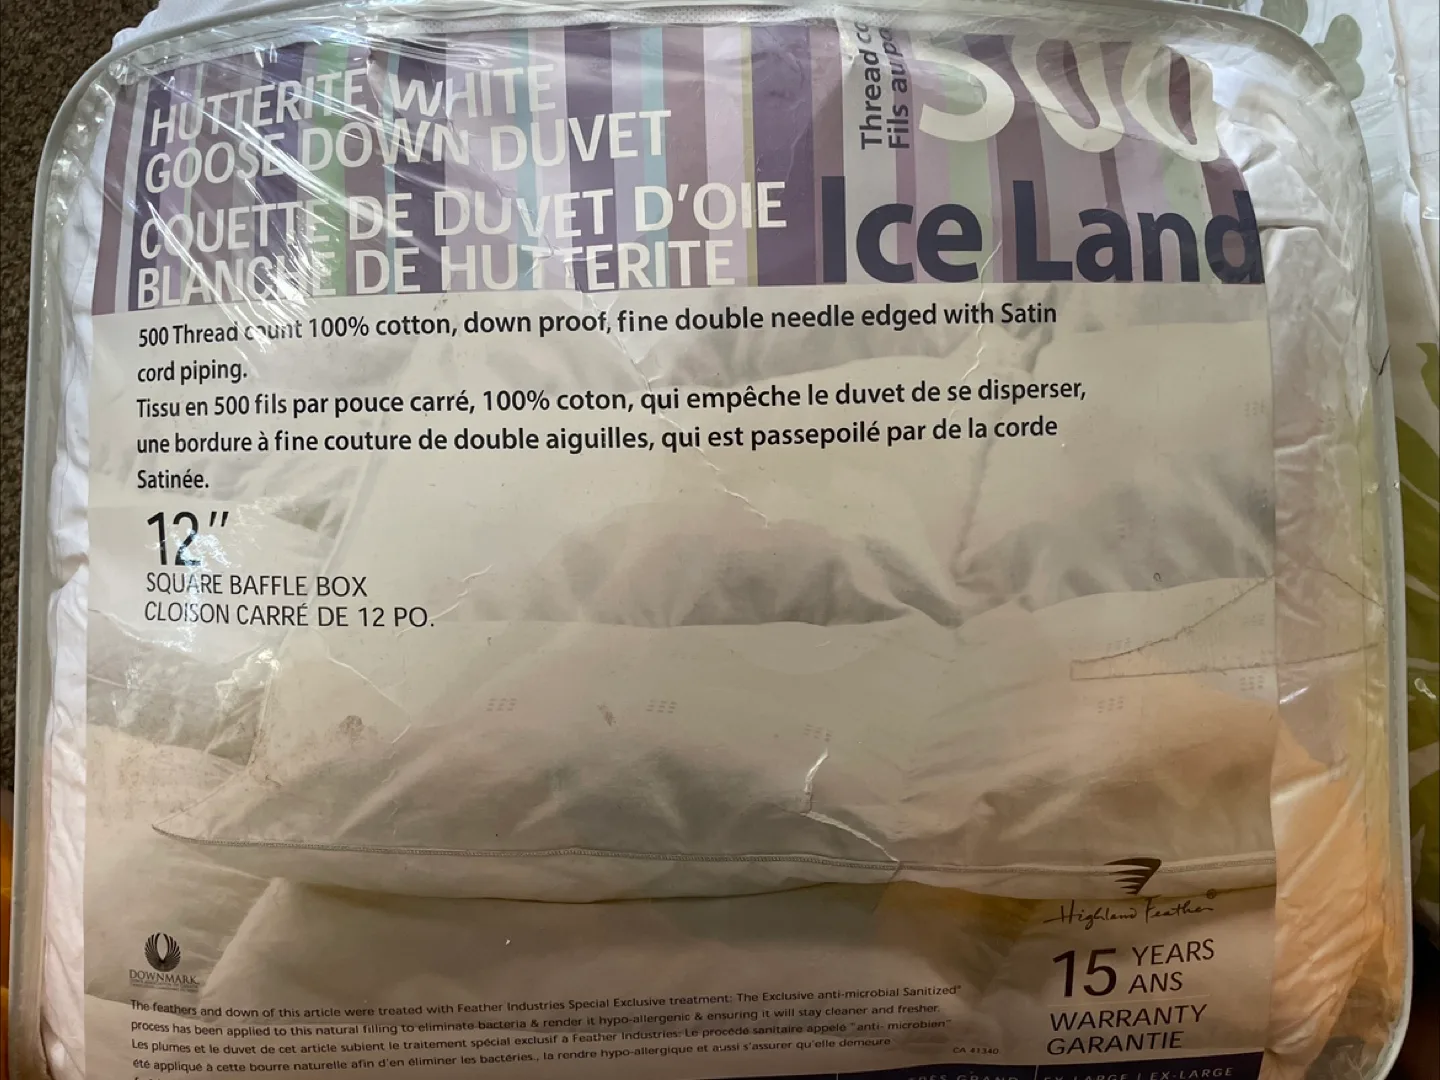 HUTTERITE WHITE
GOOSE DOWN DUVET
COUETTE DE DUVET D'OIE
BLANCHE DE HUTTERITE
Thread co
Fils au po
500
Ice Land
500 Thread count 100% cotton, down proof, fine double needle edged with Satin
cord piping.
Tissu en 500 fils par pouce carré, 100% coton, qui empêche le duvet de se disperser,
une bordure à fine couture de double aiguilles, qui est passepoilé par de la corde
Satinée.
12"
SQUARE BAFFLE BOX
CLOISON CARRÉ DE 12 PO.
Highland Feather®
15 YEARS
ANS
WARRANTY
GARANTIE
DOWNMARK
The feathers and down of this article were treated with Feather Industries Special Exclusive treatment: The Exclusive anti-microbial Sanitized"
process has been applied to this natural filling to eliminate bacteria & render it hypo-allergenic & ensuring it will stay cleaner and fresher.
Les plumes et le duvet de cet article subient le traitement spécial exclusif a Feather Industries: Le procédé sanitaire appelé "anti- microbien"
été appliqué a cette bourre naturelle afin d'en éliminer les bactéries., la rendre hypo-allergique et aussi s'assurer qu'elle demeure
CA 41340
EX-LARGE | EX-LARGE